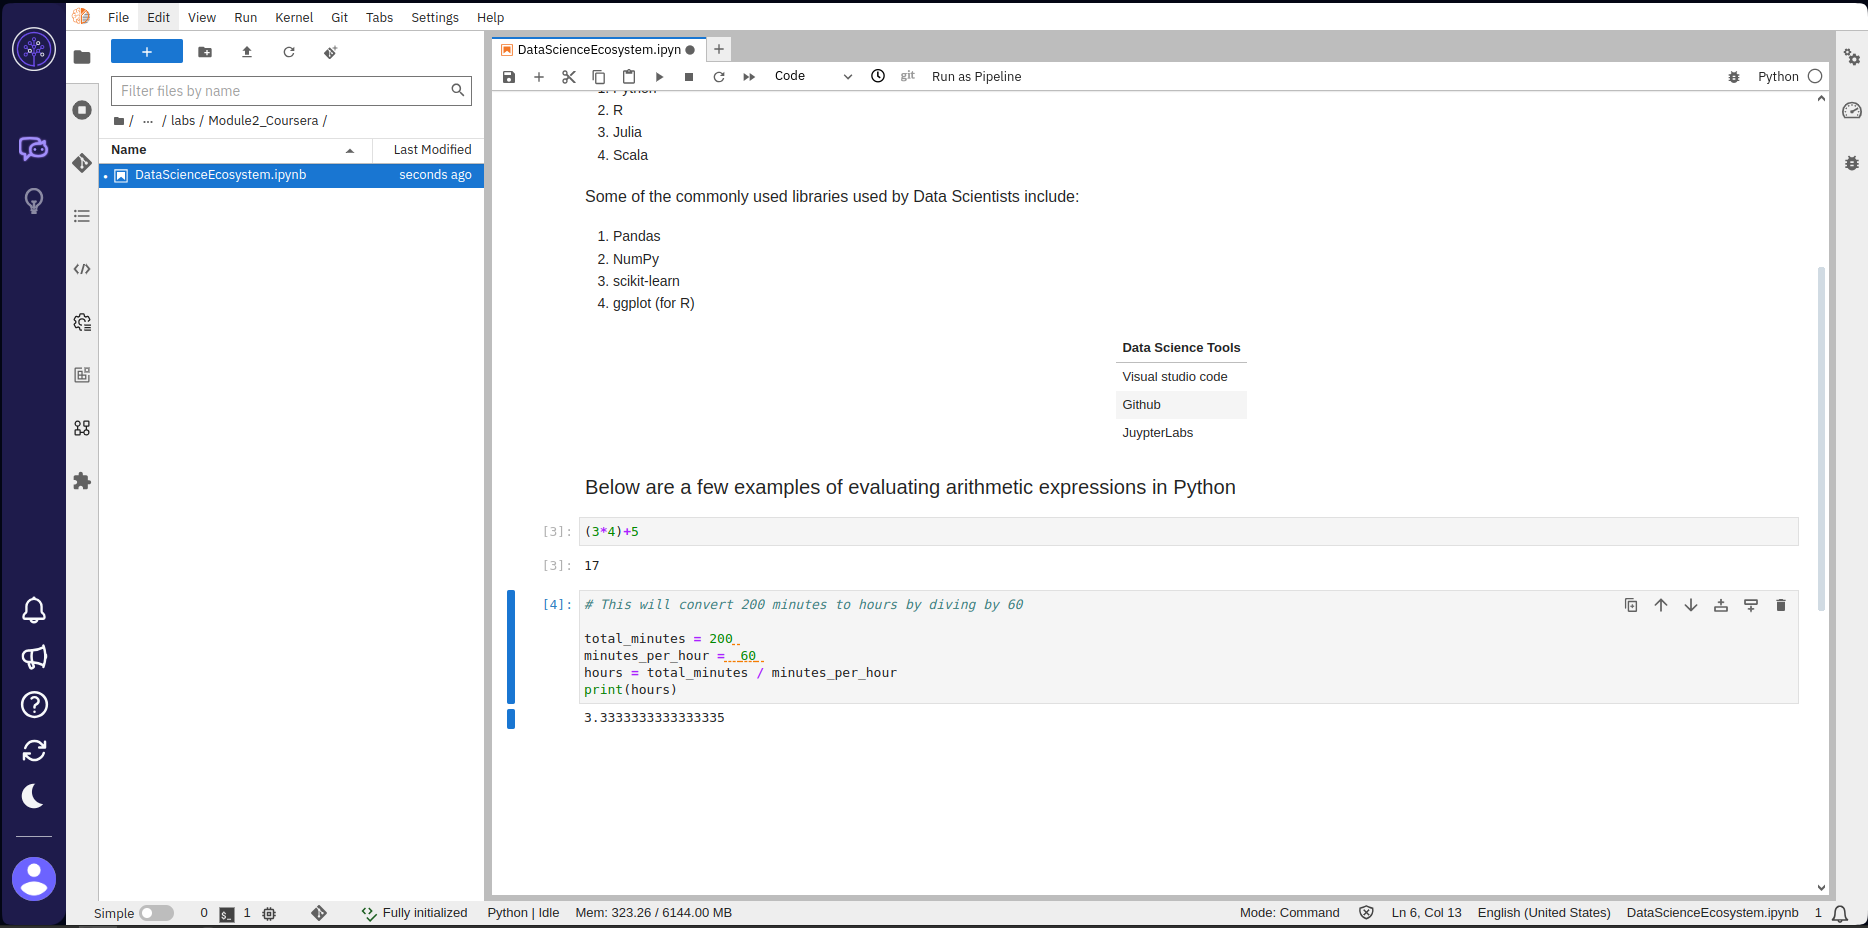 File Edit View Run Kernel Git Tabs Settings Help
+
Filter files by name
/ ... / labs / Module2_Coursera /
Name Last Modified
DataScienceEcosystem.ipynb seconds ago
DataScienceEcosystem.ipyn
Code git Run as Pipeline Python
1. Python
2. R
3. Julia
4. Scala
Some of the commonly used libraries used by Data Scientists include:
1. Pandas
2. NumPy
3. scikit-learn
4. ggplot (for R)
Data Science Tools
Visual studio code
Github
JuypterLabs
Below are a few examples of evaluating arithmetic expressions in Python
[3]: (3*4)+5
[3]: 17
[4]: # This will convert 200 minutes to hours by diving by 60
total_minutes = 200
minutes_per_hour = 60
hours = total_minutes / minutes_per_hour
print(hours)
3.3333333333333335
Simple 0 $_ 1 Fully initialized Python | Idle Mem: 323.26 / 6144.00 MB Mode: Command Ln 6, Col 13 English (United States) DataScienceEcosystem.ipynb 1